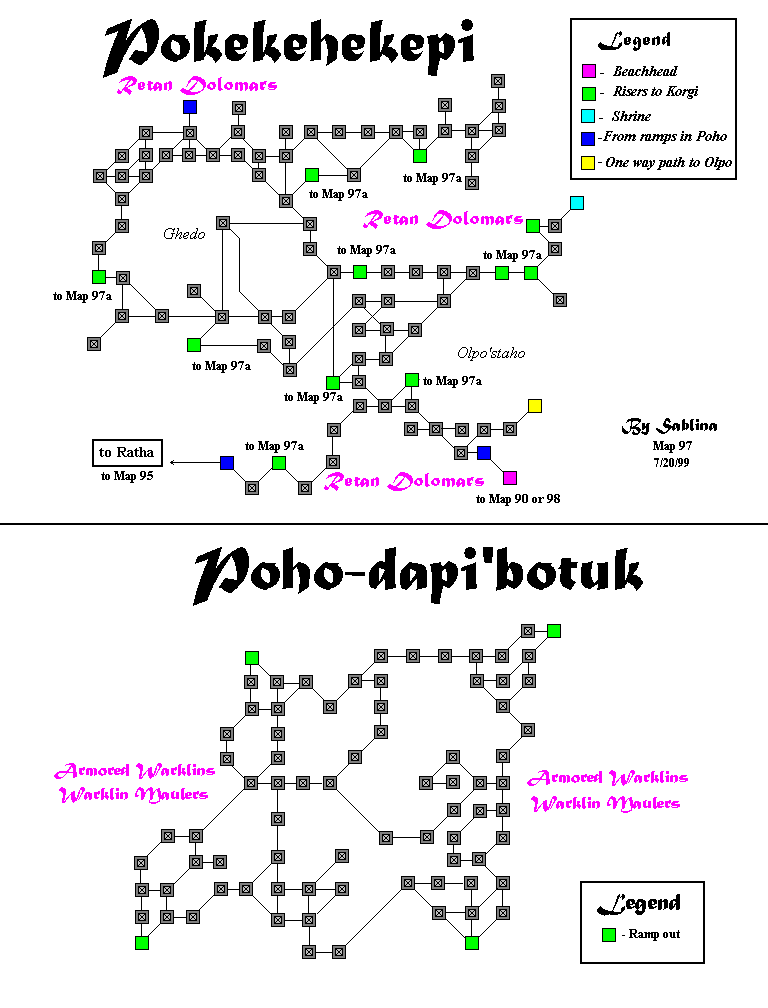 Pokekehekepi
Retan Dolomars
Legend
- Beachhead
- Risers to Korgi
- Shrine
-From ramps in Poho
- One way path to Olpo
to Map 97a
to Map 97a
Retan Dolomars
Ghedo
to Map 97a
to Map 97a
to Map 97a
Olpo'staho
to Map 97a
to Map 97a
to Map 97a
By Sablina
Map 97
7/20/99
to Ratha
to Map 95
to Map 97a
Retan Dolomars
to Map 90 or 98
Poho-dapi'botuk
Armored Warklins
Warklin Maulers
Armored Warklins
Warklin Maulers
Legend
- Ramp out